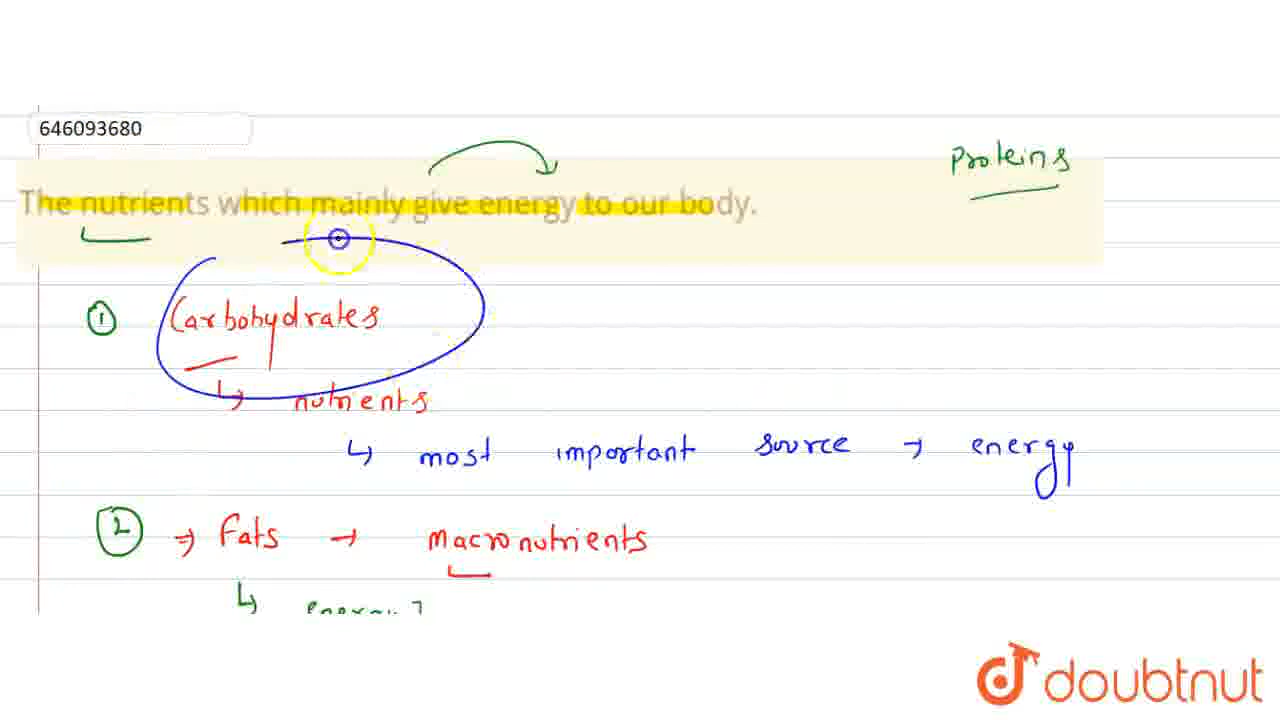 646093680
Proteins
The nutrients which mainly give energy to our body.
① Carbohydrates
↳ nutrients
↳ most important source → energy
② ⇒ Fats → Macronutrients
↳
doubtnut